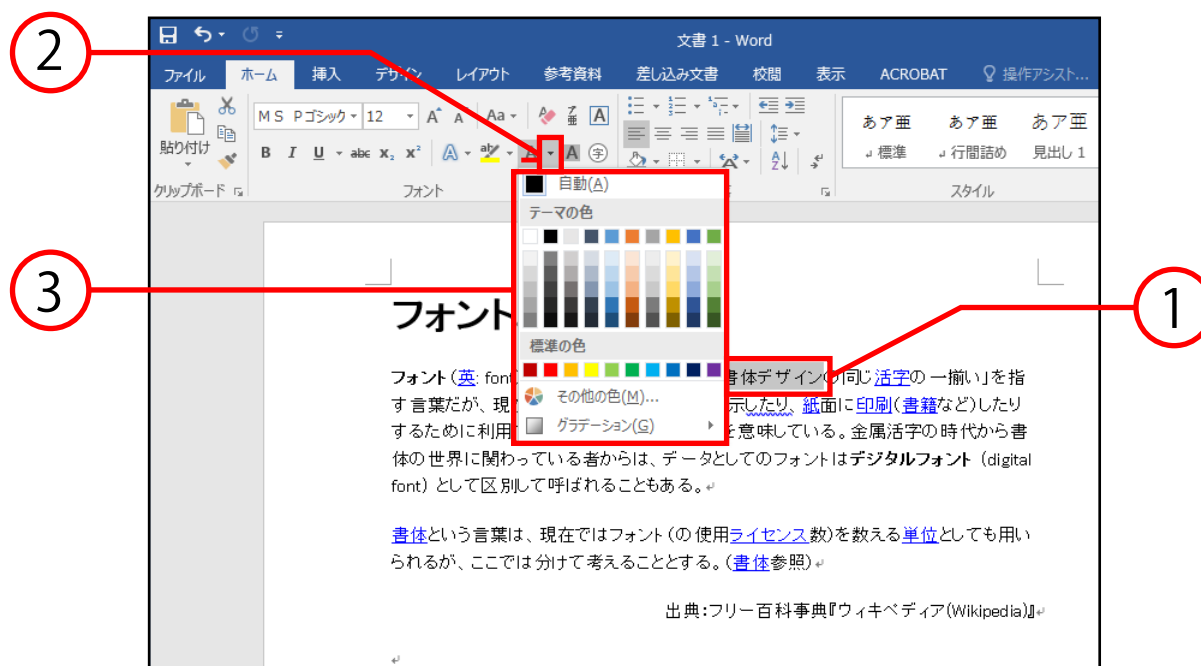 文書 1 - Word
ファイル ホーム 挿入 デザイン レイアウト 参考資料 差し込み文書 校閲 表示 ACROBAT 操作アシスト...
ＭＳ Ｐゴシック 12 A A Aa ア亜 A
あア亜 あア亜 あア亜
貼り付け
B I U abc X₂ X² A aly A A 字
↲ 標準 ↲ 行間詰め 見出し 1
クリップボード フォント スタイル
自動(A)
テーマの色
標準の色
その他の色(M)...
グラデーション(G)
フォント
フォント(英: font 書体デザインの同じ活字の一揃い」を指
す言葉だが、現 示したり、紙面に印刷(書籍など)したり
するために利用 意味している。金属活字の時代から書
体の世界に関わっている者からは、データとしてのフォントはデジタルフォント (digital
font) として区別して呼ばれることもある。↵
書体という言葉は、現在ではフォント(の使用ライセンス数)を数える単位としても用い
られるが、ここでは分けて考えることとする。(書体参照)↵
出典:フリー百科事典『ウィキペディア(Wikipedia)』↵
1
2
3